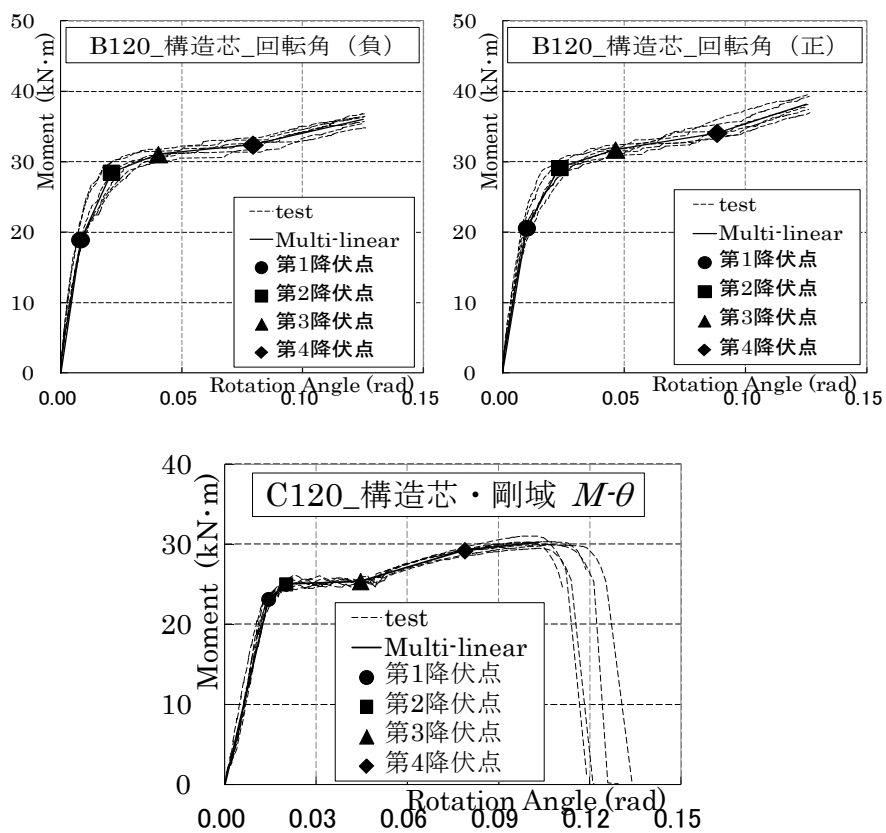 B120_構造芯_回転角（負）
Moment (kN・m)
50
40
30
20
10
0
test
Multi-linear
第1降伏点
第2降伏点
第3降伏点
第4降伏点
Rotation Angle (rad)
0.00 0.05 0.10 0.15
B120_構造芯_回転角（正）
Moment (kN・m)
50
40
30
20
10
0
test
Multi-linear
第1降伏点
第2降伏点
第3降伏点
第4降伏点
Rotation Angle (rad)
0.00 0.05 0.10 0.15
C120_構造芯・剛域 M-θ
Moment (kN・m)
40
30
20
10
0
test
Multi-linear
第1降伏点
第2降伏点
第3降伏点
第4降伏点
Rotation Angle (rad)
0.00 0.03 0.06 0.09 0.12 0.15